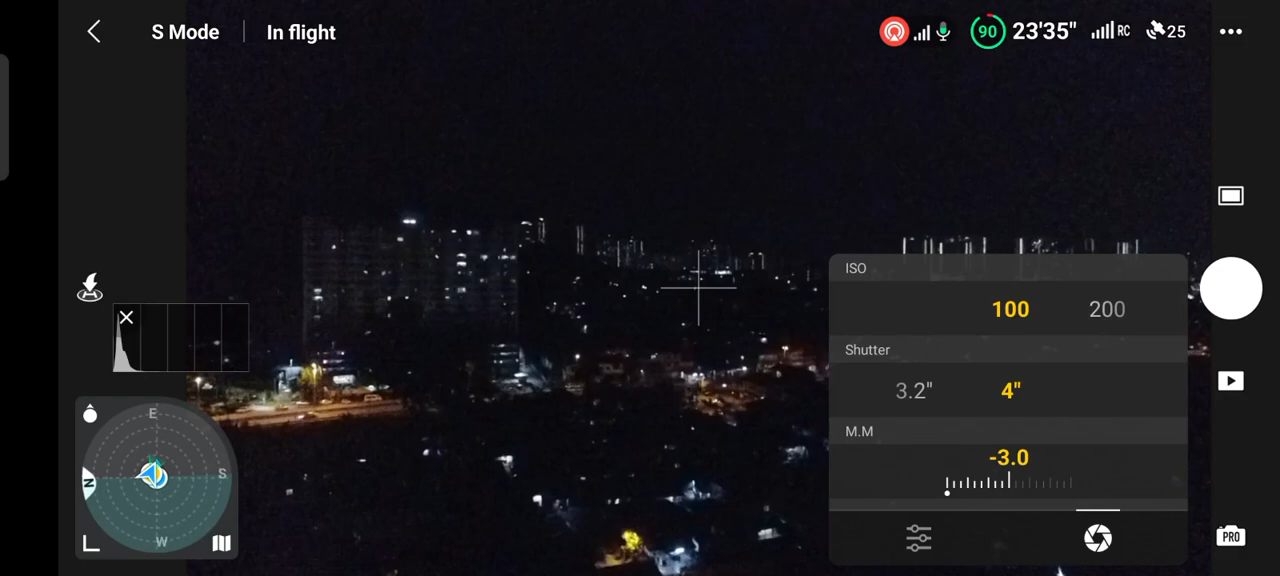 S Mode In flight 90 23'35" RC 25
ISO
100 200
Shutter
3.2" 4"
M.M
-3.0
E
N S
W
PRO